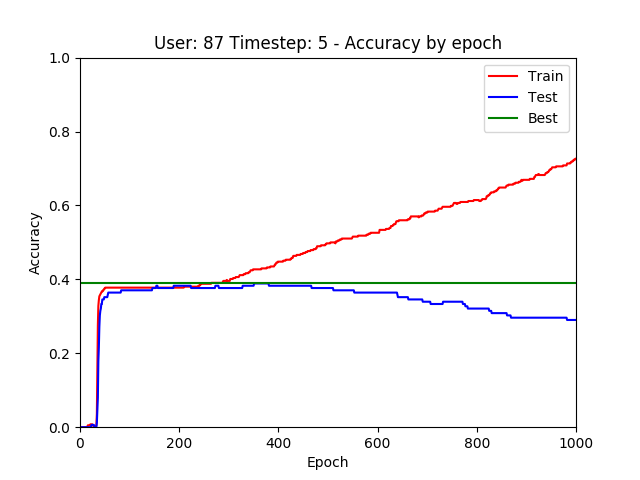 User: 87 Timestep: 5 - Accuracy by epoch
1.0
0.8
0.6
0.4
0.2
0.0
Accuracy
Train
Test
Best
0 200 400 600 800 1000
Epoch